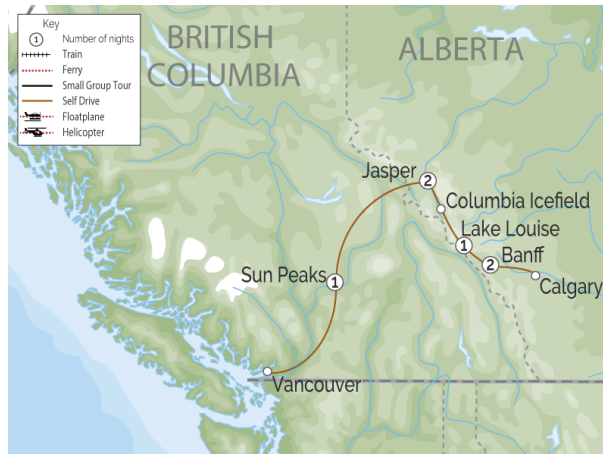 Key
1 Number of nights
Train
Ferry
Small Group Tour
Self Drive
Floatplane
Helicopter
BRITISH
COLUMBIA
ALBERTA
Jasper
2
Columbia Icefield
Lake Louise
1
Banff
2
Calgary
Sun Peaks
1
Vancouver